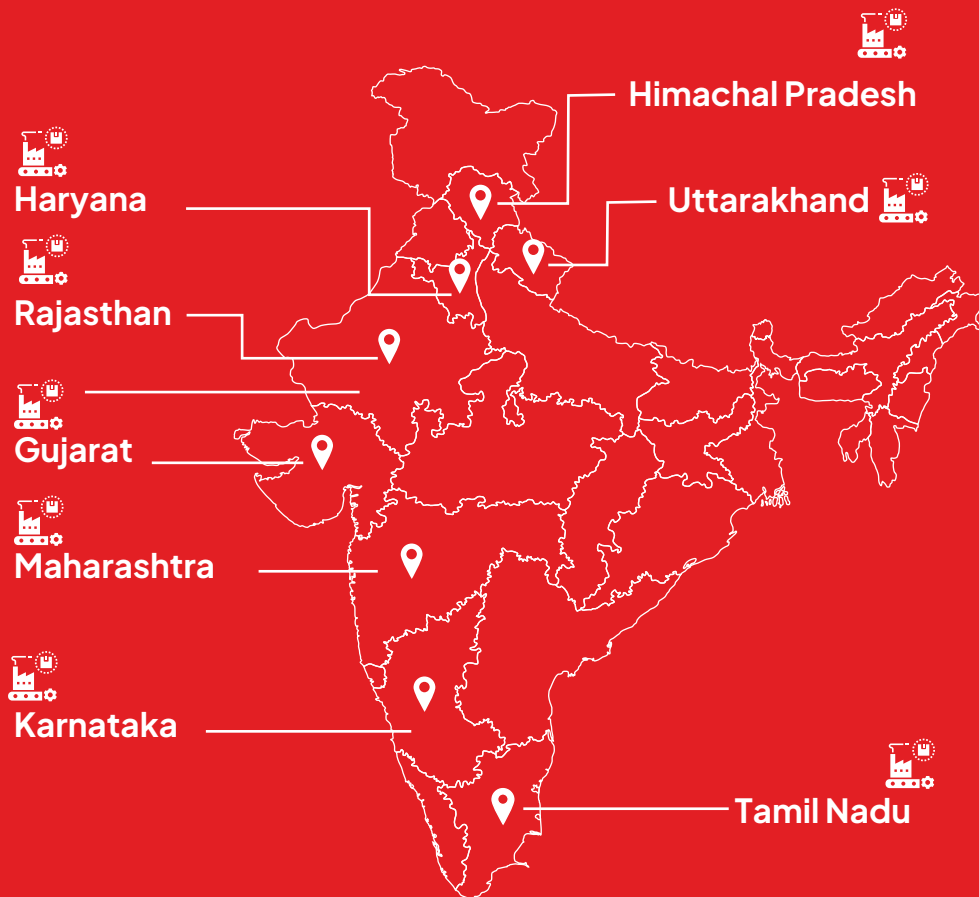 Himachal Pradesh
Haryana
Uttarakhand
Rajasthan
Gujarat
Maharashtra
Karnataka
Tamil Nadu